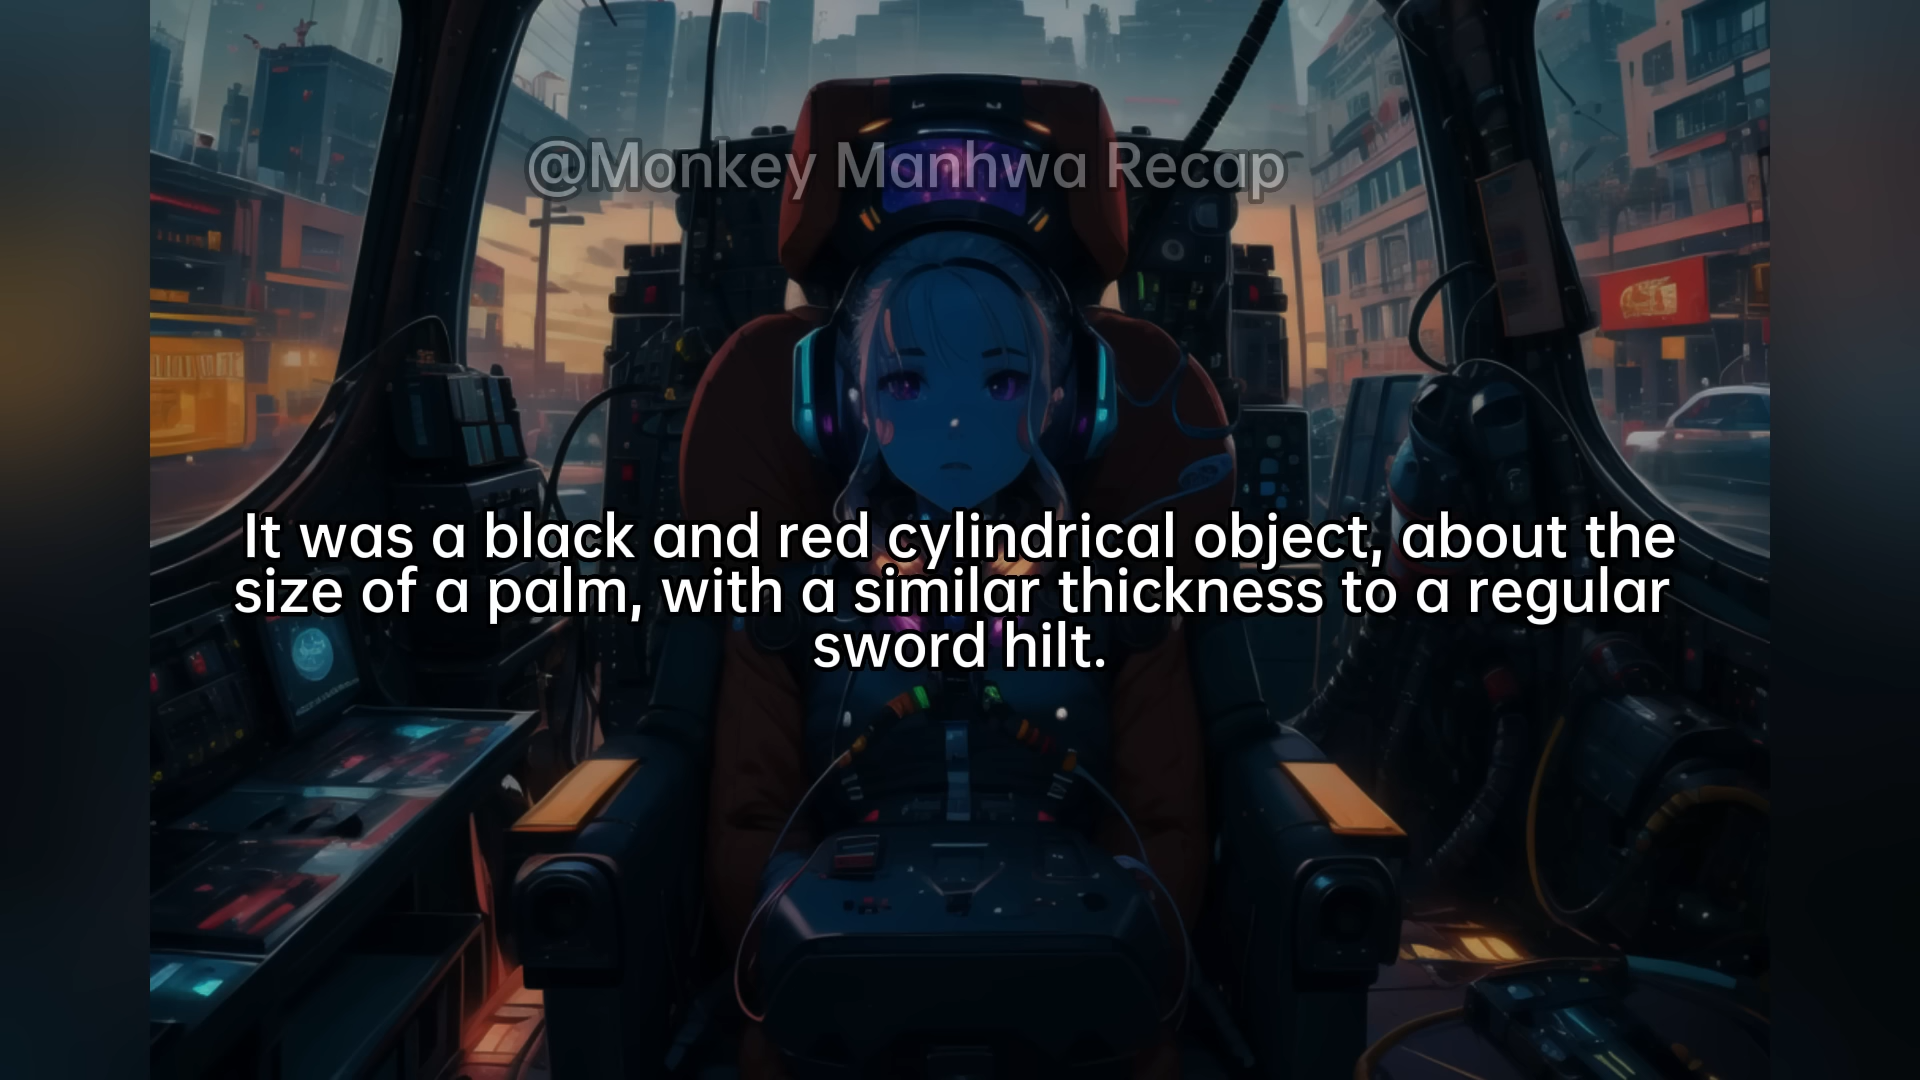 @Monkey Manhwa Recap
It was a black and red cylindrical object, about the
size of a palm, with a similar thickness to a regular
sword hilt.